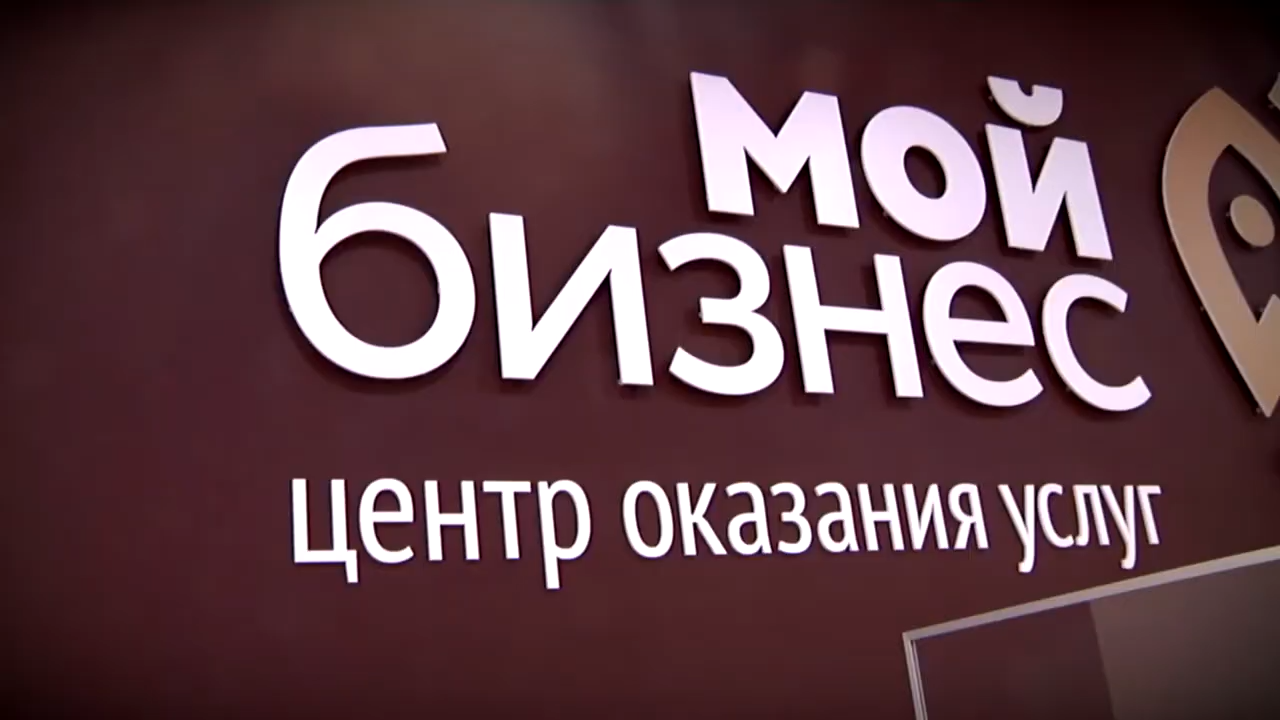 мой
бизнес
центр оказания услуг